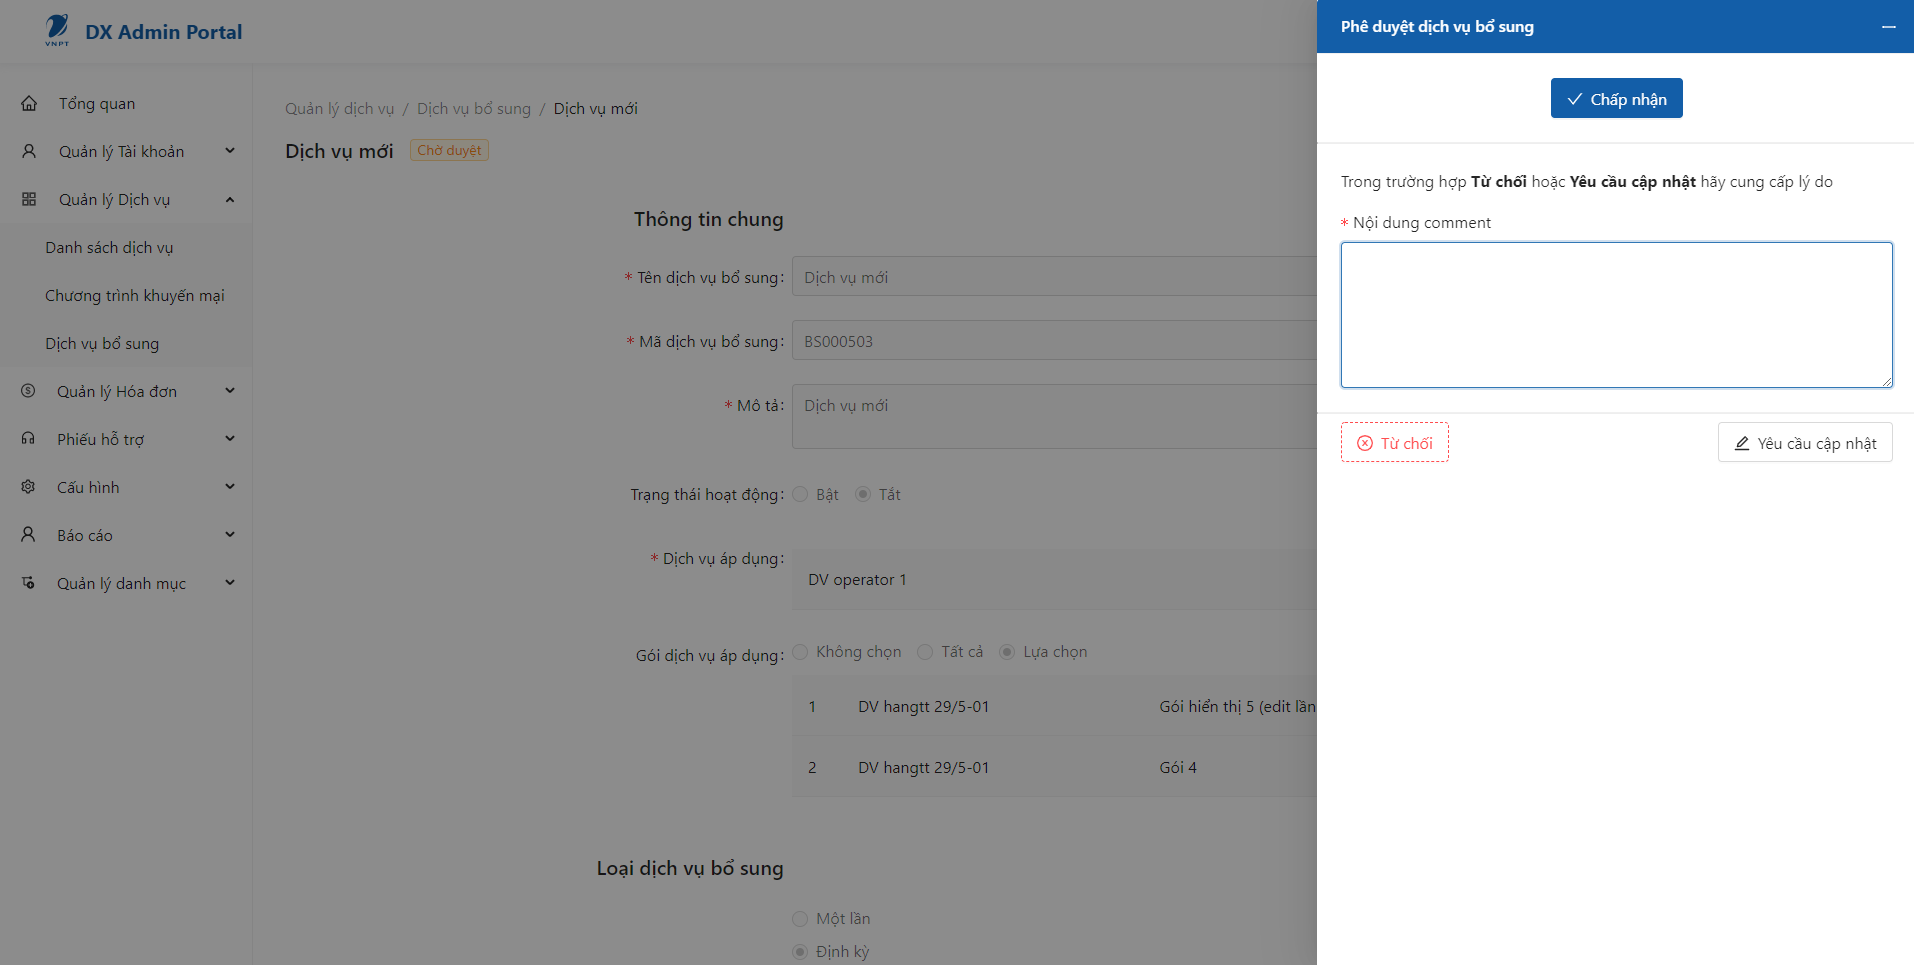 VNPT
DX Admin Portal
Tổng quan
Quản lý Tài khoản
Quản lý Dịch vụ
Danh sách dịch vụ
Chương trình khuyến mại
Dịch vụ bổ sung
Quản lý Hóa đơn
Phiếu hỗ trợ
Cấu hình
Báo cáo
Quản lý danh mục
Quản lý dịch vụ / Dịch vụ bổ sung / Dịch vụ mới
Dịch vụ mới Chờ duyệt
Thông tin chung
* Tên dịch vụ bổ sung: Dịch vụ mới
* Mã dịch vụ bổ sung: BS000503
* Mô tả: Dịch vụ mới
Trạng thái hoạt động: Bật Tắt
* Dịch vụ áp dụng:
DV operator 1
Gói dịch vụ áp dụng: Không chọn Tất cả Lựa chọn
1 DV hangtt 29/5-01 Gói hiển thị 5 (edit lần
2 DV hangtt 29/5-01 Gói 4
Loại dịch vụ bổ sung
Một lần
Định kỳ
Phê duyệt dịch vụ bổ sung
Chấp nhận
Trong trường hợp Từ chối hoặc Yêu cầu cập nhật hãy cung cấp lý do
* Nội dung comment
Từ chối
Yêu cầu cập nhật